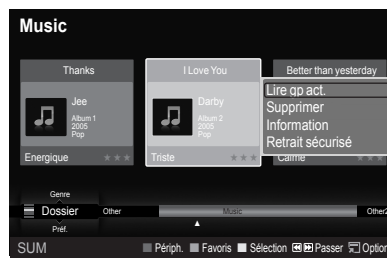 Music
Thanks
I Love You
Better than yesterday
Jee
Album 1
2005
Pop
Darby
Album 2
2005
Pop
Lire gp act.
Supprimer
Information
Retrait sécurisé
Energique
Triste
Calme
Genre
Dossier
Other
Music
Other2
Préf.
SUM
Périph. Favoris Sélection Passer Option